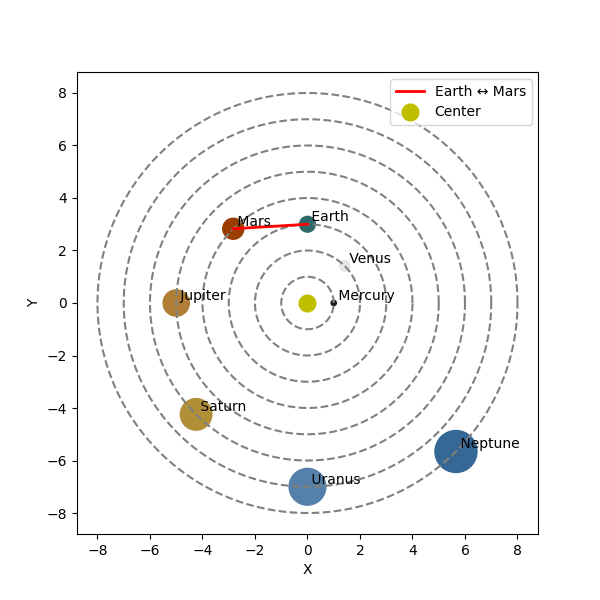 Earth ↔ Mars
Center
Mars
Earth
Venus
Jupiter
Mercury
Saturn
Neptune
Uranus
8
6
4
2
0
−2
−4
−6
−8
Y
−8 −6 −4 −2 0 2 4 6 8
X